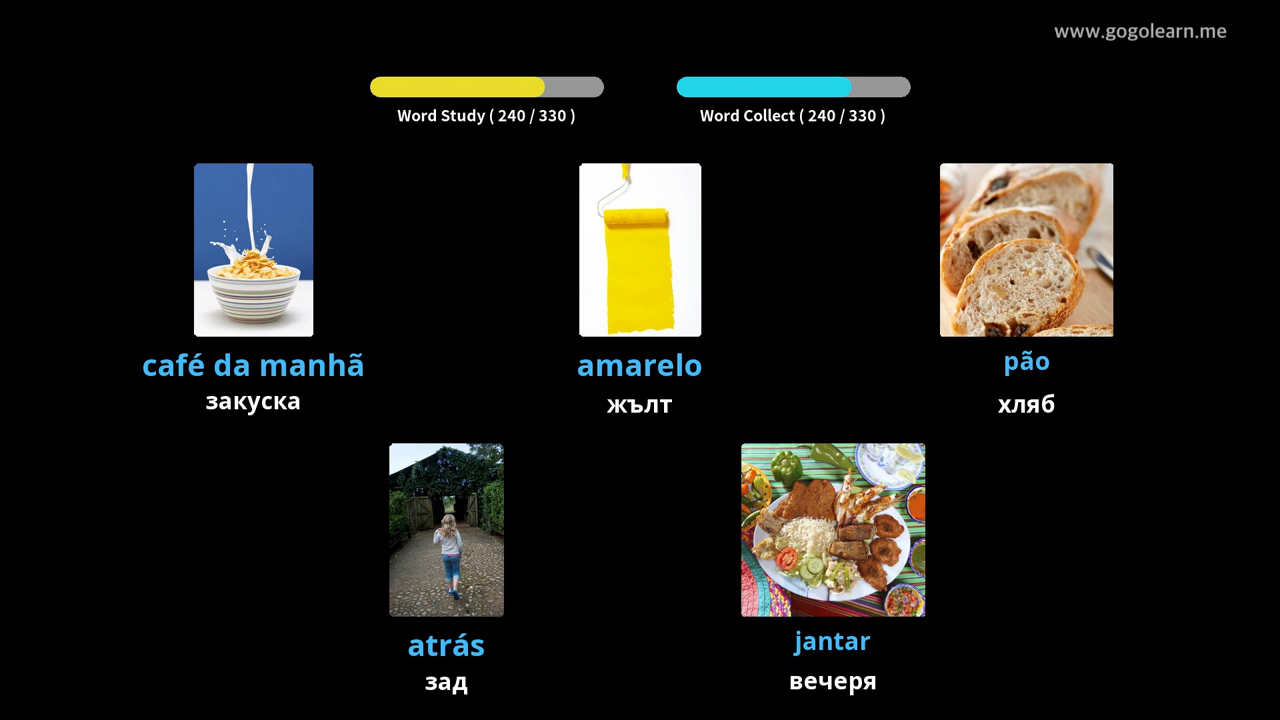 www.gogolearn.me
Word Study ( 240 / 330 )
Word Collect ( 240 / 330 )
café da manhã
закуска
amarelo
жълт
pão
хляб
atrás
зад
jantar
вечеря